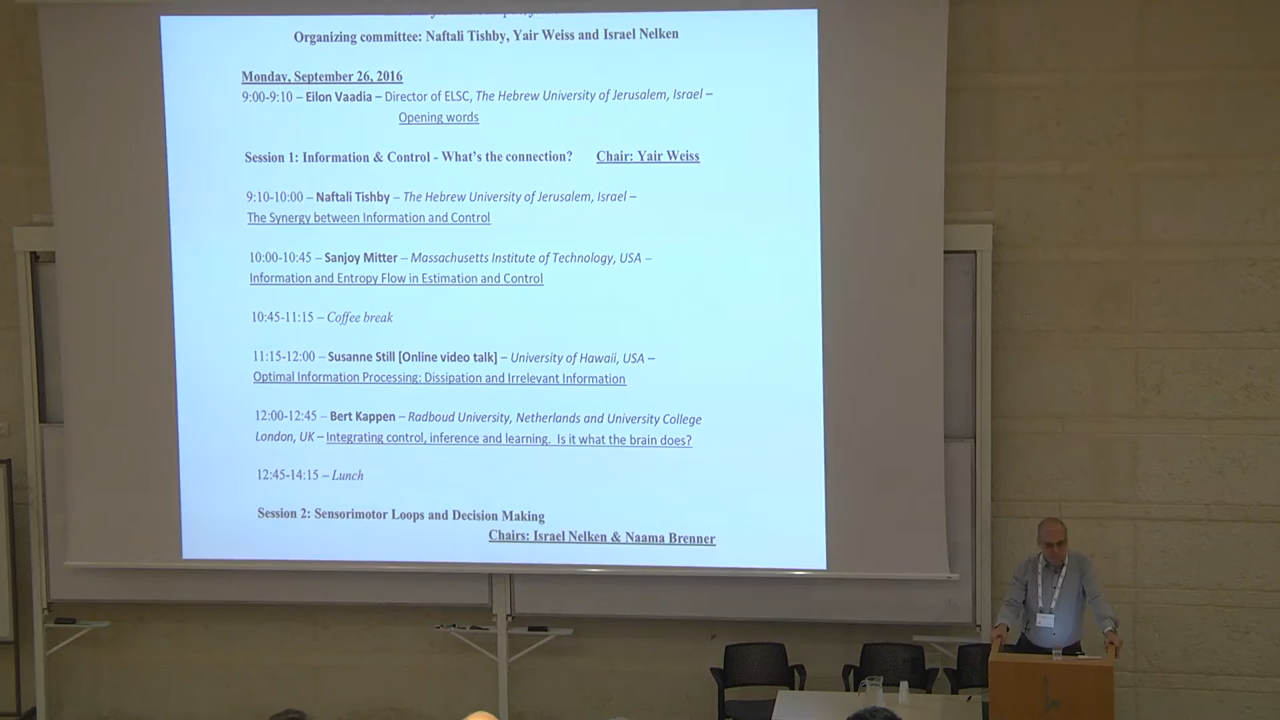 Organizing committee: Naftali Tishby, Yair Weiss and Israel Nelken
Monday, September 26, 2016
9:00-9:10 – Eilon Vaadia – Director of ELSC, The Hebrew University of Jerusalem, Israel –
Opening words
Session 1: Information & Control - What's the connection? Chair: Yair Weiss
9:10-10:00 – Naftali Tishby – The Hebrew University of Jerusalem, Israel –
The Synergy between Information and Control
10:00-10:45 – Sanjoy Mitter – Massachusetts Institute of Technology, USA –
Information and Entropy Flow in Estimation and Control
10:45-11:15 – Coffee break
11:15-12:00 – Susanne Still [Online video talk] – University of Hawaii, USA –
Optimal Information Processing: Dissipation and Irrelevant Information
12:00-12:45 – Bert Kappen – Radboud University, Netherlands and University College
London, UK – Integrating control, inference and learning. Is it what the brain does?
12:45-14:15 – Lunch
Session 2: Sensorimotor Loops and Decision Making
Chairs: Israel Nelken & Naama Brenner